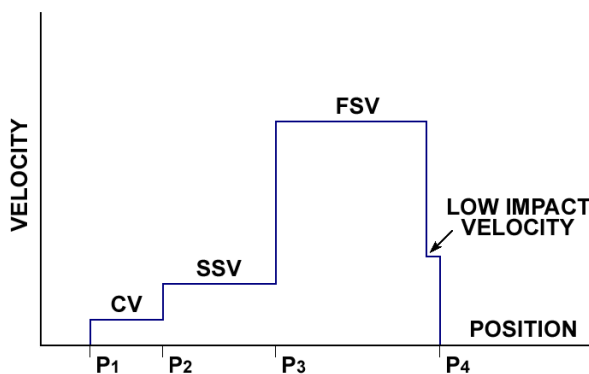 FSV
LOW IMPACT
VELOCITY
SSV
CV
VELOCITY
POSITION
P1 P2 P3 P4